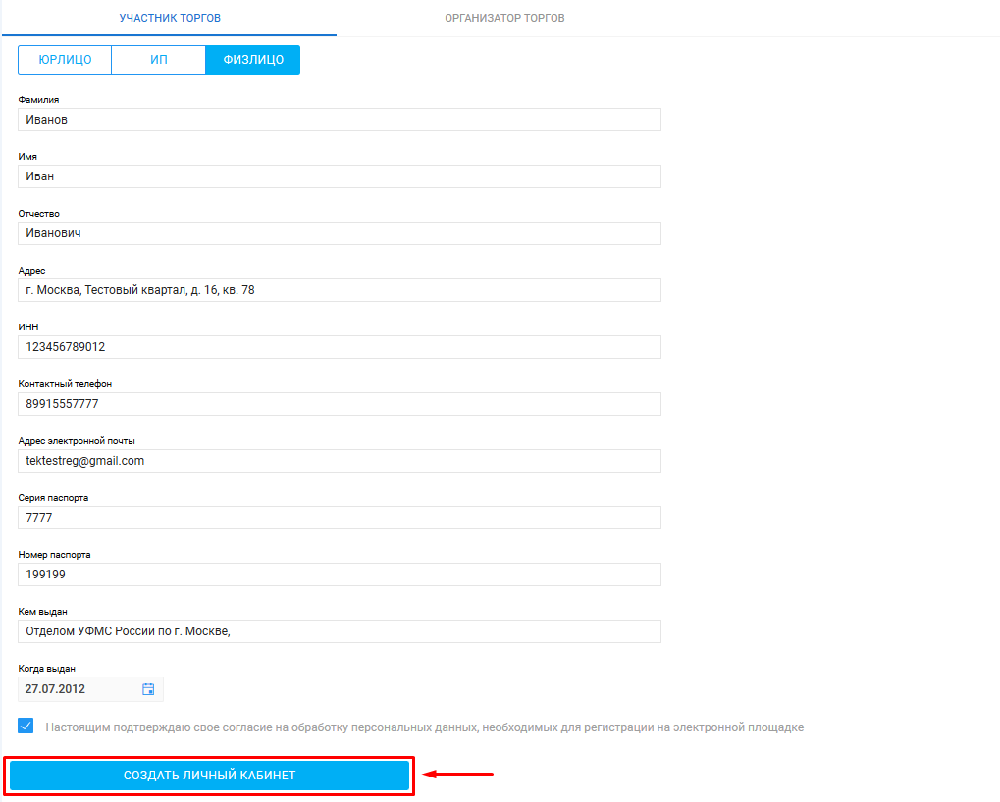 УЧАСТНИК ТОРГОВ ОРГАНИЗАТОР ТОРГОВ
ЮРЛИЦО ИП ФИЗЛИЦО
Фамилия
Иванов
Имя
Иван
Отчество
Иванович
Адрес
г. Москва, Тестовый квартал, д. 16, кв. 78
ИНН
123456789012
Контактный телефон
89915557777
Адрес электронной почты
tektestreg@gmail.com
Серия паспорта
7777
Номер паспорта
199199
Кем выдан
Отделом УФМС России по г. Москве,
Когда выдан
27.07.2012
Настоящим подтверждаю свое согласие на обработку персональных данных, необходимых для регистрации на электронной площадке
СОЗДАТЬ ЛИЧНЫЙ КАБИНЕТ